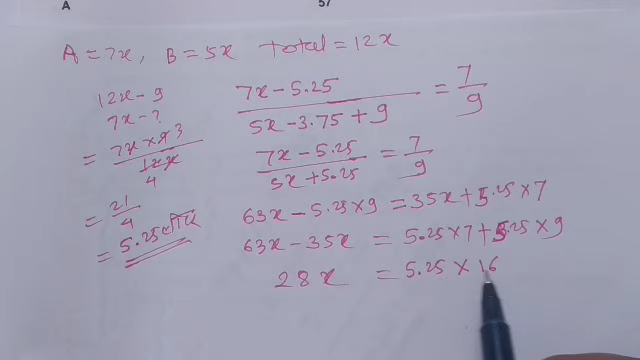 A
57
A = 7x, B = 5x Total = 12x
12x - 9
7x - ?
= 7x × 9 3 / 12x 4
= 21/4
= 5.25
(7x - 5.25) / (5x - 3.75 + 9) = 7/9
(7x - 5.25) / (5x + 5.25) = 7/9
63x - 5.25 × 9 = 35x + 5.25 × 7
63x - 35x = 5.25 × 7 + 5.25 × 9
28x = 5.25 × 16